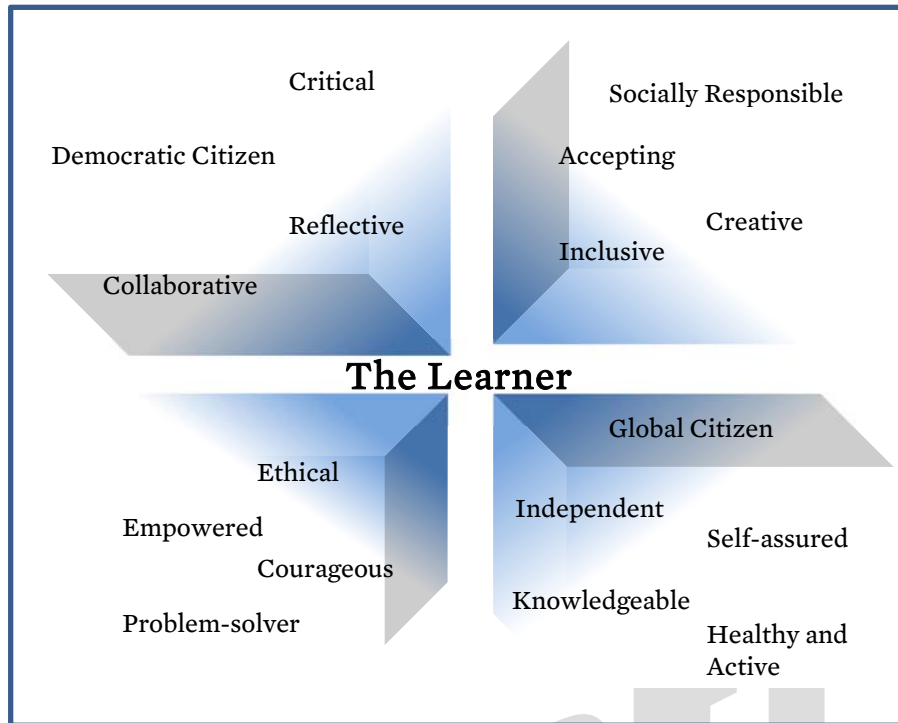 Critical
Socially Responsible
Democratic Citizen
Accepting
Reflective
Creative
Inclusive
Collaborative
The Learner
Global Citizen
Ethical
Independent
Empowered
Self-assured
Courageous
Knowledgeable
Problem-solver
Healthy and
Active